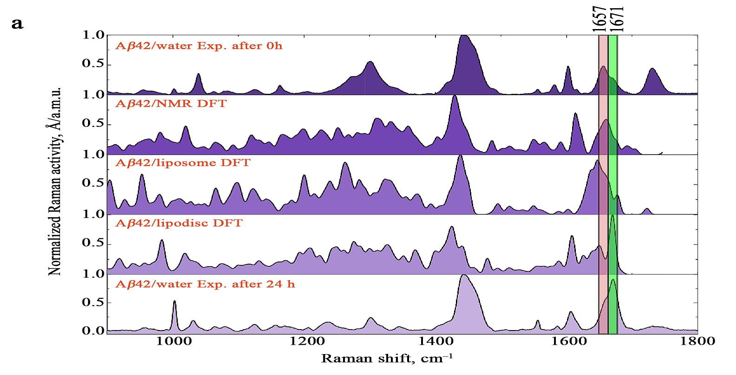 a
1657
1671
Normalized Raman activity, Å/a.m.u.
1.0
Aβ42/water Exp. after 0h
0.5
1.0
Aβ42/NMR DFT
0.5
1.0
Aβ42/liposome DFT
0.5
1.0
Aβ42/lipodisc DFT
0.5
1.0
Aβ42/water Exp. after 24 h
0.5
0.0
1000 1200 1400 1600 1800
Raman shift, cm⁻¹